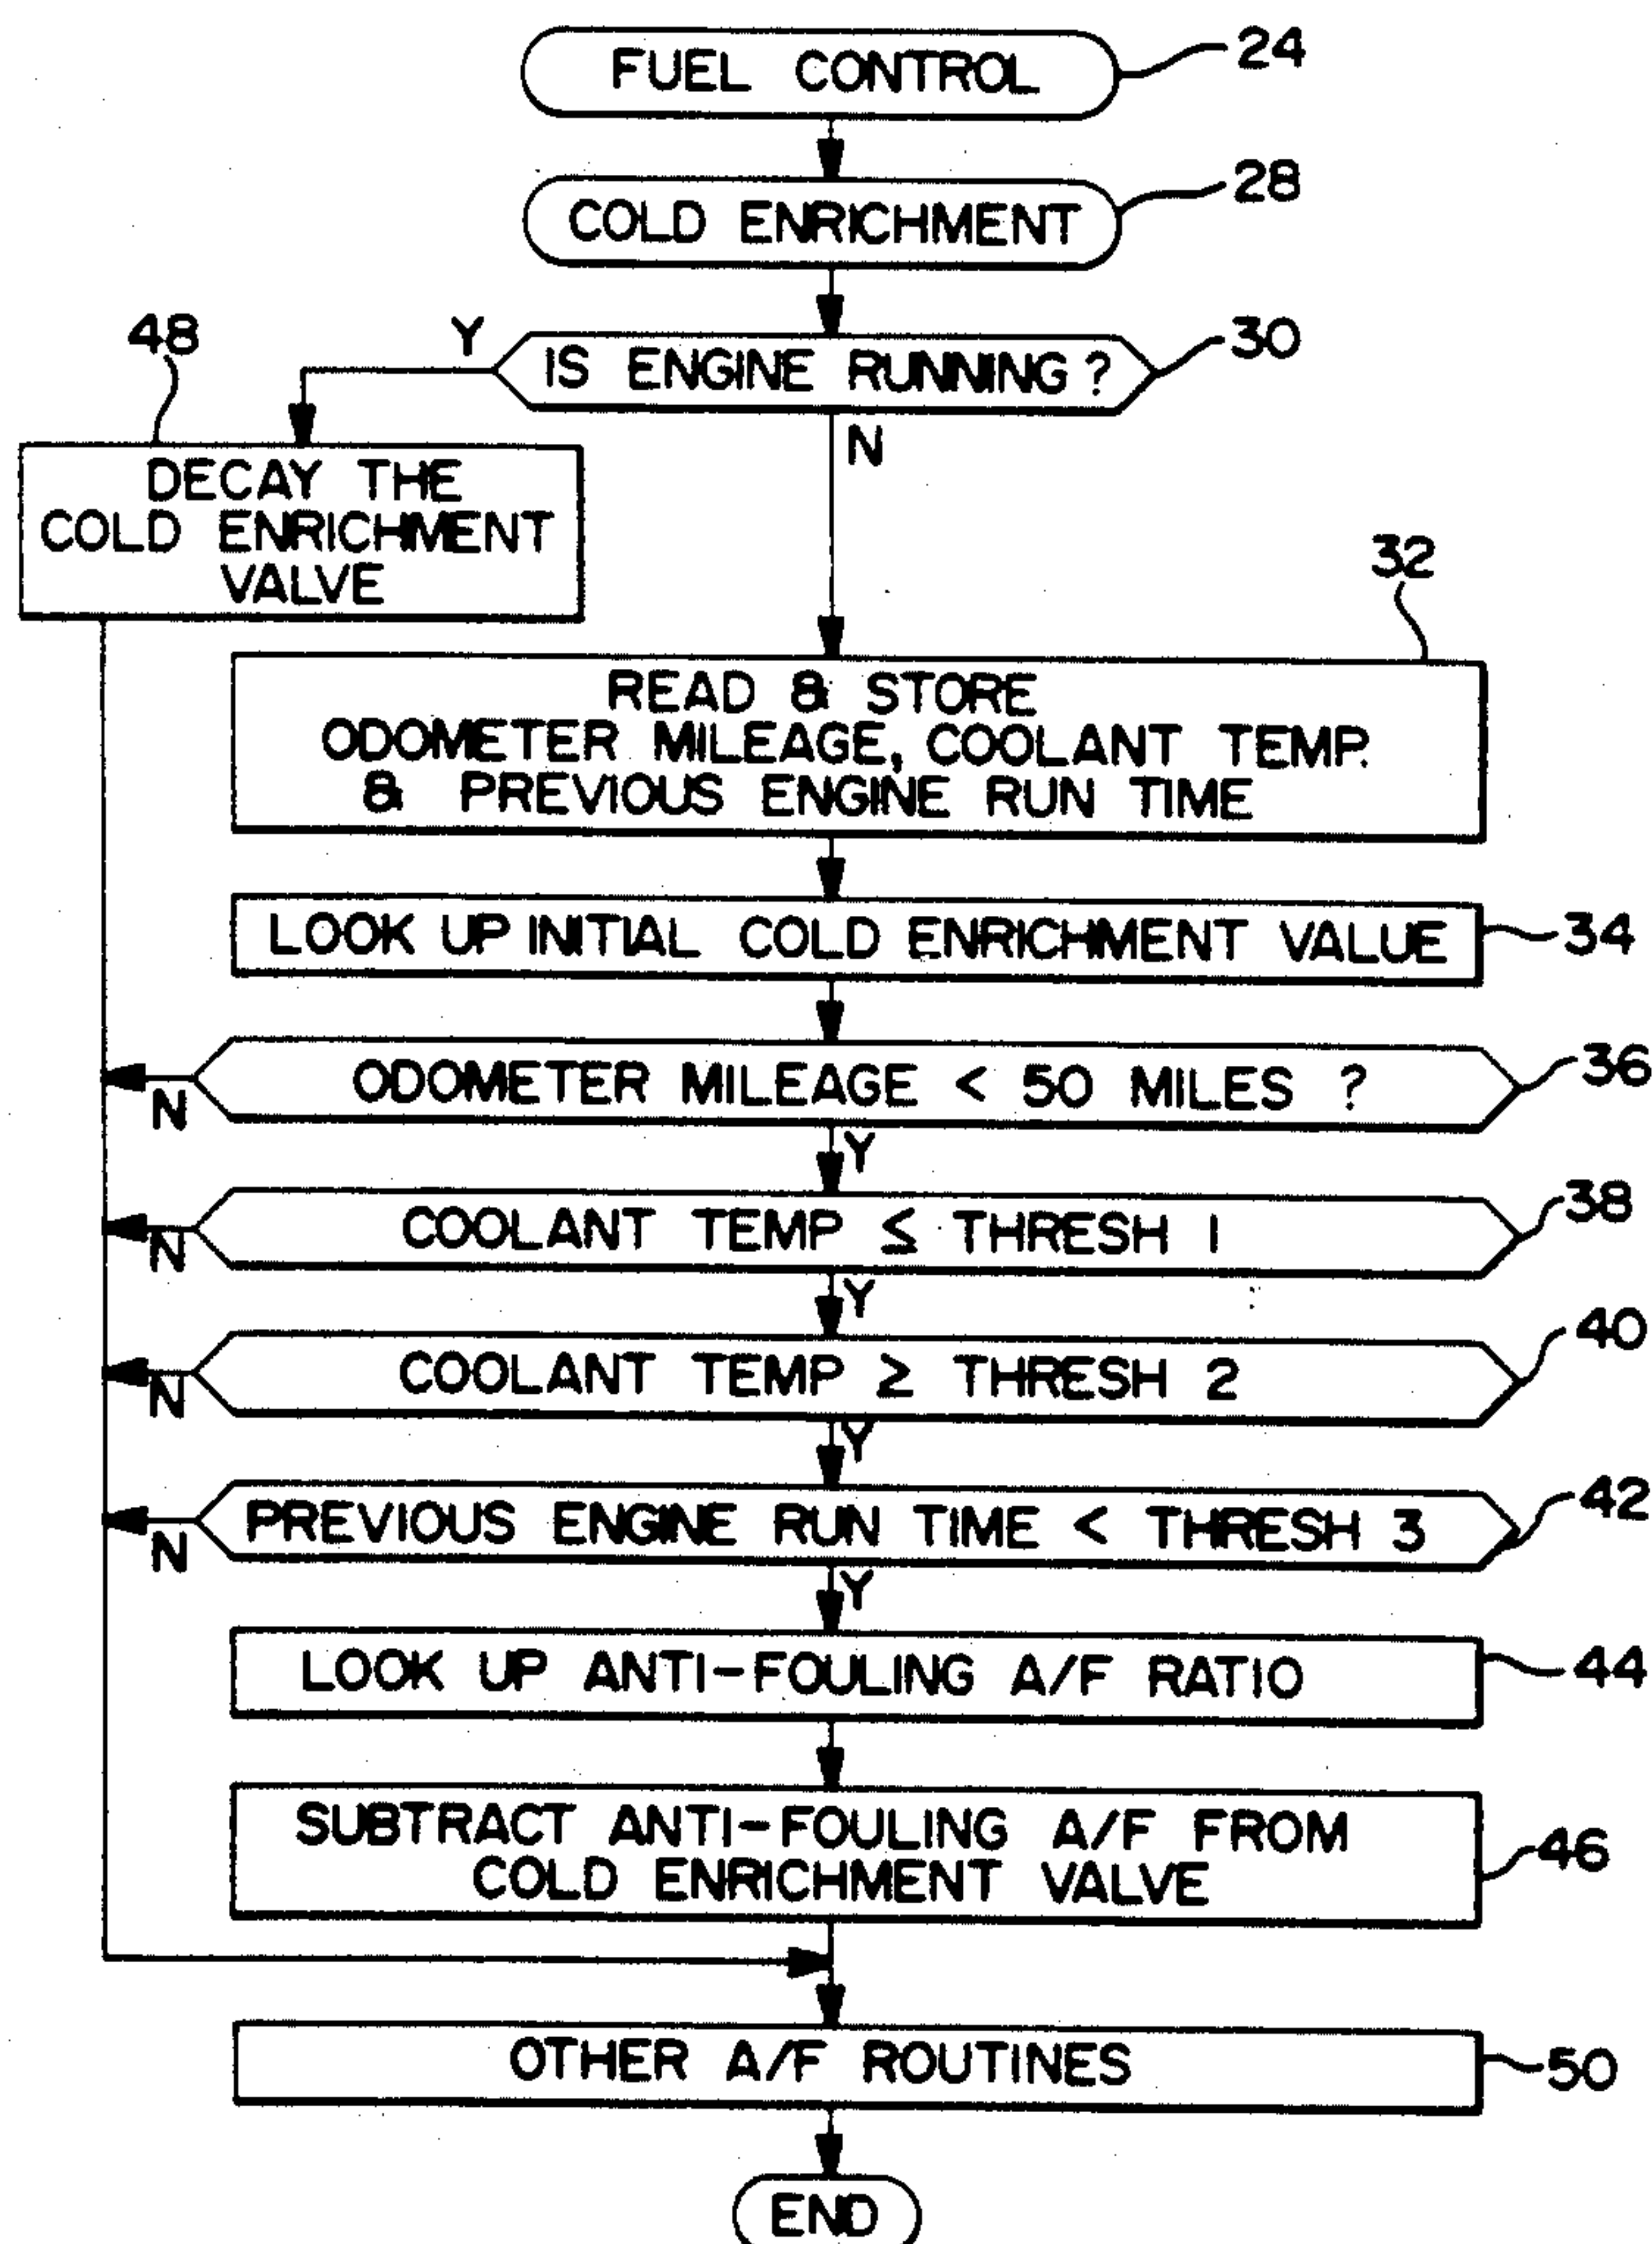 FUEL CONTROL
24
COLD ENRICHMENT
28
48
Y
IS ENGINE RUNNING ?
30
N
DECAY THE
COLD ENRICHMENT
VALVE
32
READ & STORE
ODOMETER MILEAGE, COOLANT TEMP.
& PREVIOUS ENGINE RUN TIME
LOOK UP INITIAL COLD ENRICHMENT VALUE
34
ODOMETER MILEAGE < 50 MILES ?
36
N
Y
COOLANT TEMP ≤ THRESH 1
38
N
Y
COOLANT TEMP ≥ THRESH 2
40
N
Y
PREVIOUS ENGINE RUN TIME < THRESH 3
42
N
Y
LOOK UP ANTI-FOULING A/F RATIO
44
SUBTRACT ANTI-FOULING A/F FROM
COLD ENRICHMENT VALVE
46
OTHER A/F ROUTINES
50
END